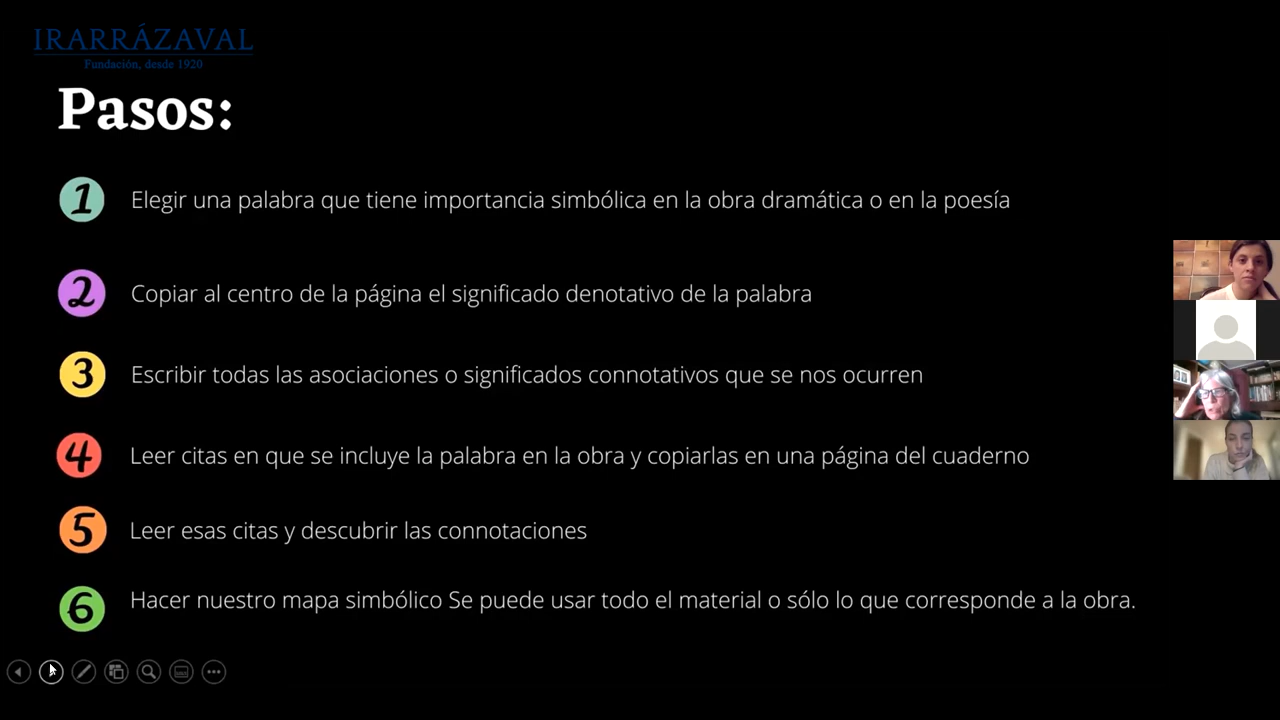 IRARRÁZAVAL
Fundación, desde 1920
Pasos:
1 Elegir una palabra que tiene importancia simbólica en la obra dramática o en la poesía
2 Copiar al centro de la página el significado denotativo de la palabra
3 Escribir todas las asociaciones o significados connotativos que se nos ocurren
4 Leer citas en que se incluye la palabra en la obra y copiarlas en una página del cuaderno
5 Leer esas citas y descubrir las connotaciones
6 Hacer nuestro mapa simbólico Se puede usar todo el material o sólo lo que corresponde a la obra.